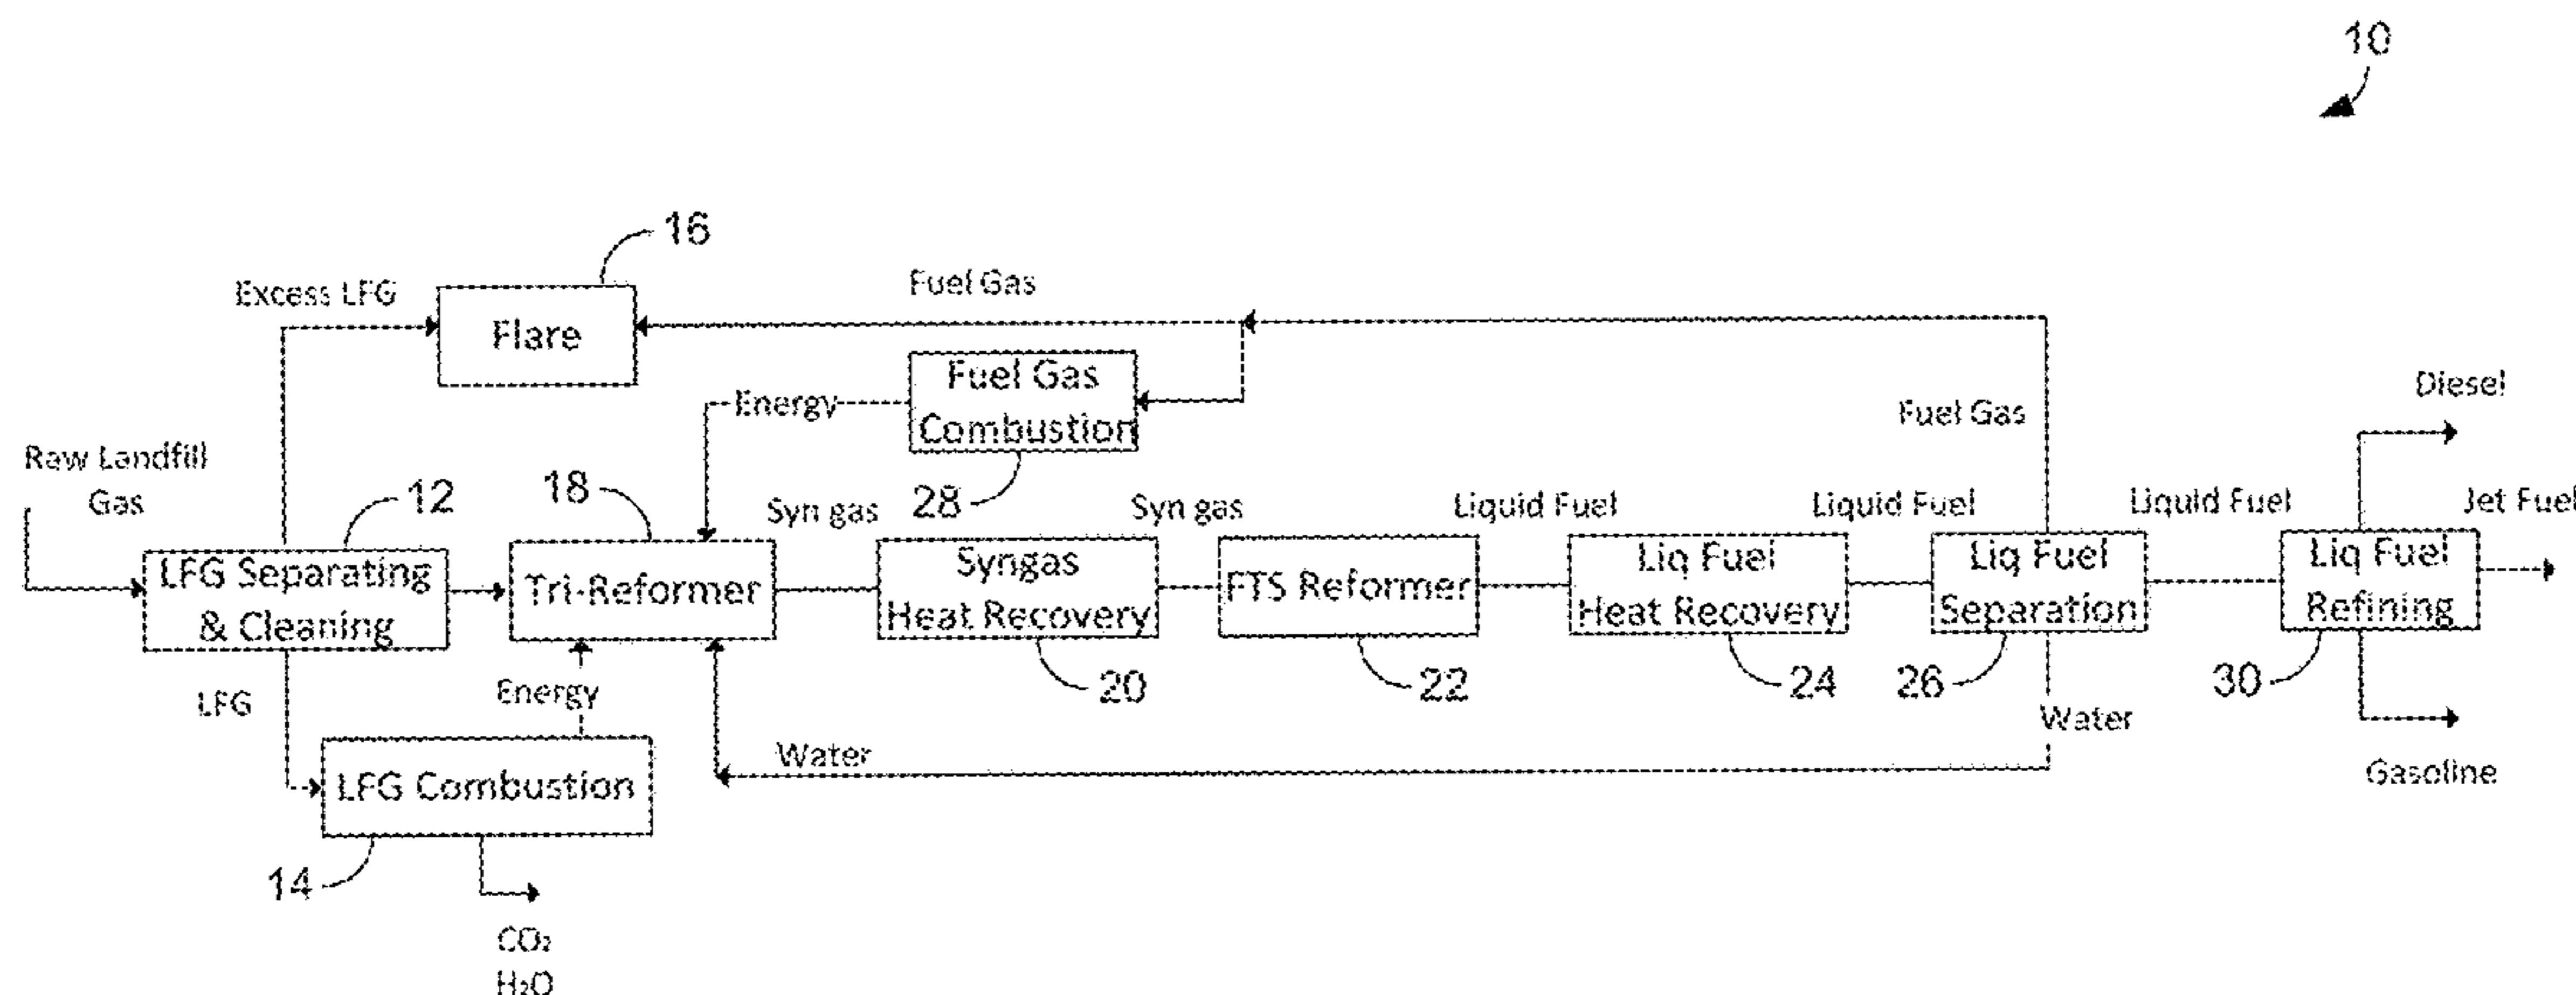 10
16
Excess LFG
Fuel Gas
Flare
Fuel Gas
Combustion
Energy
28
Fuel Gas
Diesel
Raw Landfill
Gas
12
18
Syn gas
Syn gas
Liquid Fuel
Liquid Fuel
Liquid Fuel
Jet Fuel
LFG Separating
& Cleaning
Tri-Reformer
Syngas
Heat Recovery
FTS Reformer
Liq Fuel
Heat Recovery
Liq Fuel
Separation
Liq Fuel
Refining
20
22
24
26
30
LFG
Energy
Water
Water
Gasoline
LFG Combustion
14
CO₂
H₂O